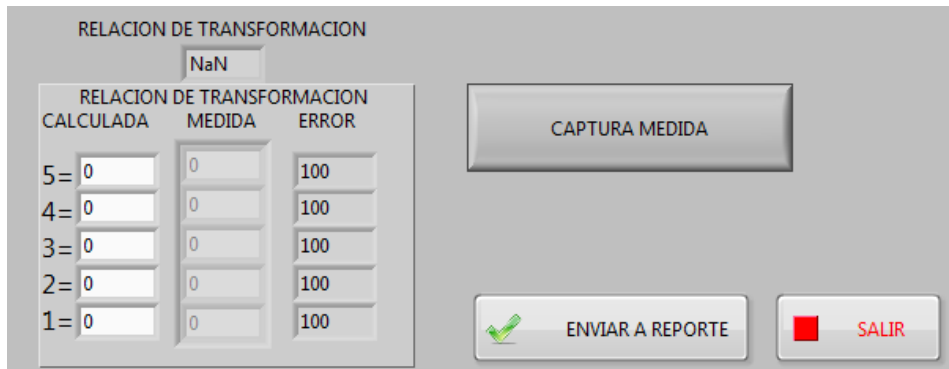 RELACION DE TRANSFORMACION
NaN
RELACION DE TRANSFORMACION
CALCULADA MEDIDA ERROR
5= 0 0 100
4= 0 0 100
3= 0 0 100
2= 0 0 100
1= 0 0 100
CAPTURA MEDIDA
ENVIAR A REPORTE
SALIR